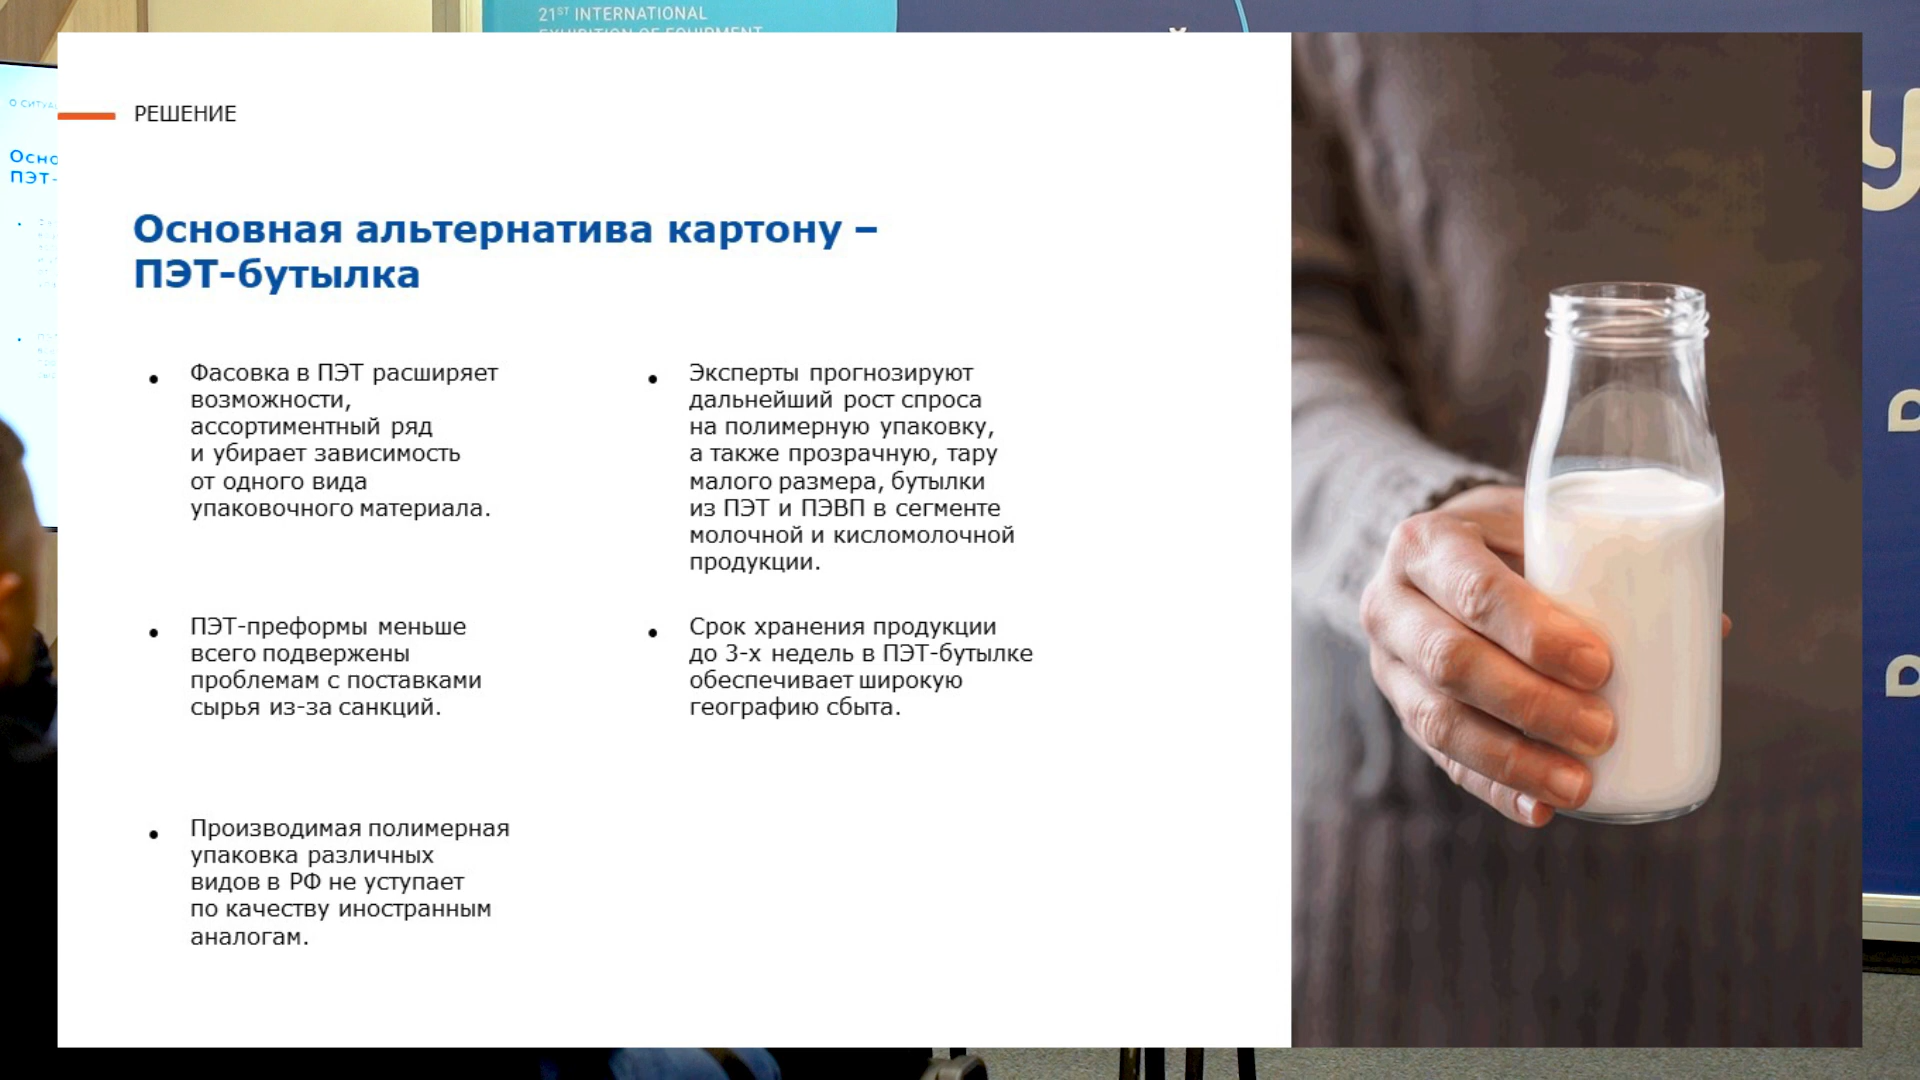 21ST INTERNATIONAL
EXHIBITION OF EQUIPMENT
РЕШЕНИЕ
Основная альтернатива картону –
ПЭТ-бутылка
Фасовка в ПЭТ расширяет
возможности,
ассортиментный ряд
и убирает зависимость
от одного вида
упаковочного материала.
ПЭТ-преформы меньше
всего подвержены
проблемам с поставками
сырья из-за санкций.
Производимая полимерная
упаковка различных
видов в РФ не уступает
по качеству иностранным
аналогам.
Эксперты прогнозируют
дальнейший рост спроса
на полимерную упаковку,
а также прозрачную, тару
малого размера, бутылки
из ПЭТ и ПЭВП в сегменте
молочной и кисломолочной
продукции.
Срок хранения продукции
до 3-х недель в ПЭТ-бутылке
обеспечивает широкую
географию сбыта.